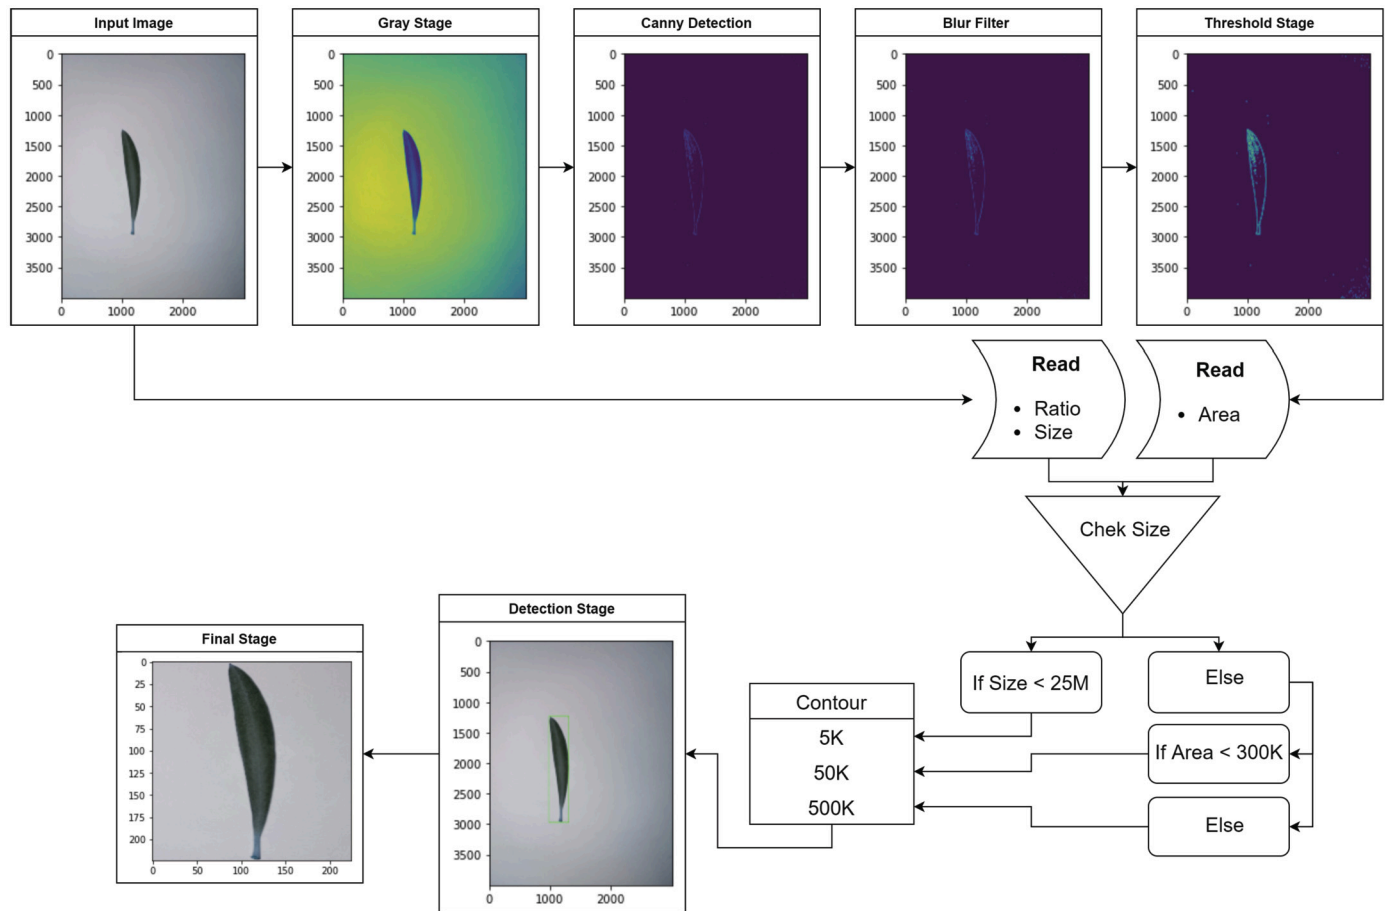 Input Image
0
500
1000
1500
2000
2500
3000
3500
0 1000 2000
Gray Stage
0
500
1000
1500
2000
2500
3000
3500
0 1000 2000
Canny Detection
0
500
1000
1500
2000
2500
3000
3500
0 1000 2000
Blur Filter
0
500
1000
1500
2000
2500
3000
3500
0 1000 2000
Threshold Stage
0
500
1000
1500
2000
2500
3000
3500
0 1000 2000
Read
• Ratio
• Size
Read
• Area
Chek Size
If Size < 25M
Else
If Area < 300K
Else
Contour
5K
50K
500K
Detection Stage
0
500
1000
1500
2000
2500
3000
3500
0 1000 2000
Final Stage
0
25
50
75
100
125
150
175
200
0 50 100 150 200